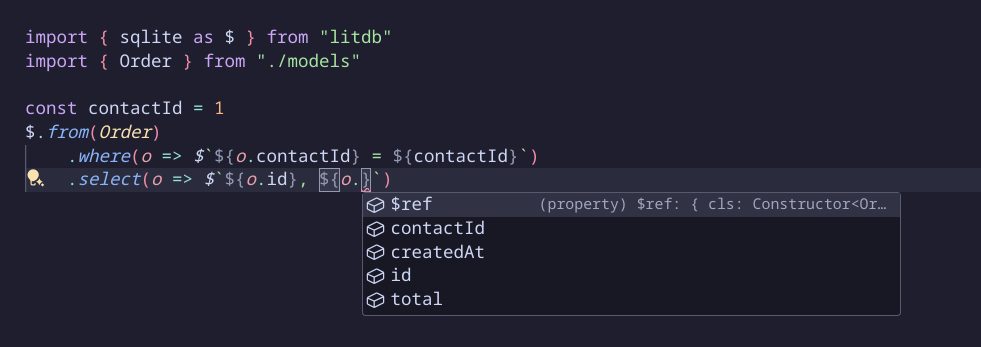 import { sqlite as $ } from "litdb"
import { Order } from "./models"
const contactId = 1
$.from(Order)
.where(o => $`${o.contactId} = ${contactId}`)
.select(o => $`${o.id}, ${o.}`)
$ref (property) $ref: { cls: Constructor<Or…
contactId
createdAt
id
total